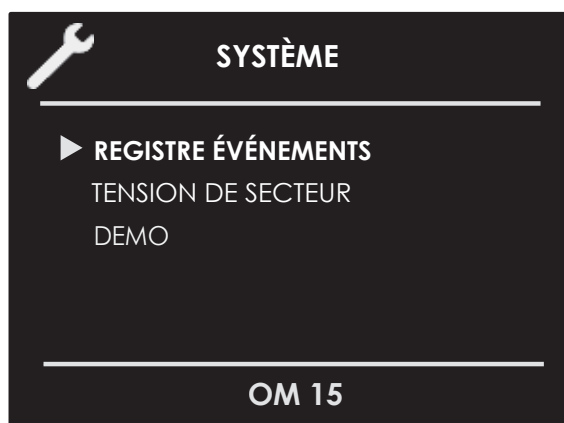 SYSTÈME
REGISTRE ÉVÉNEMENTS
TENSION DE SECTEUR
DEMO
OM 15